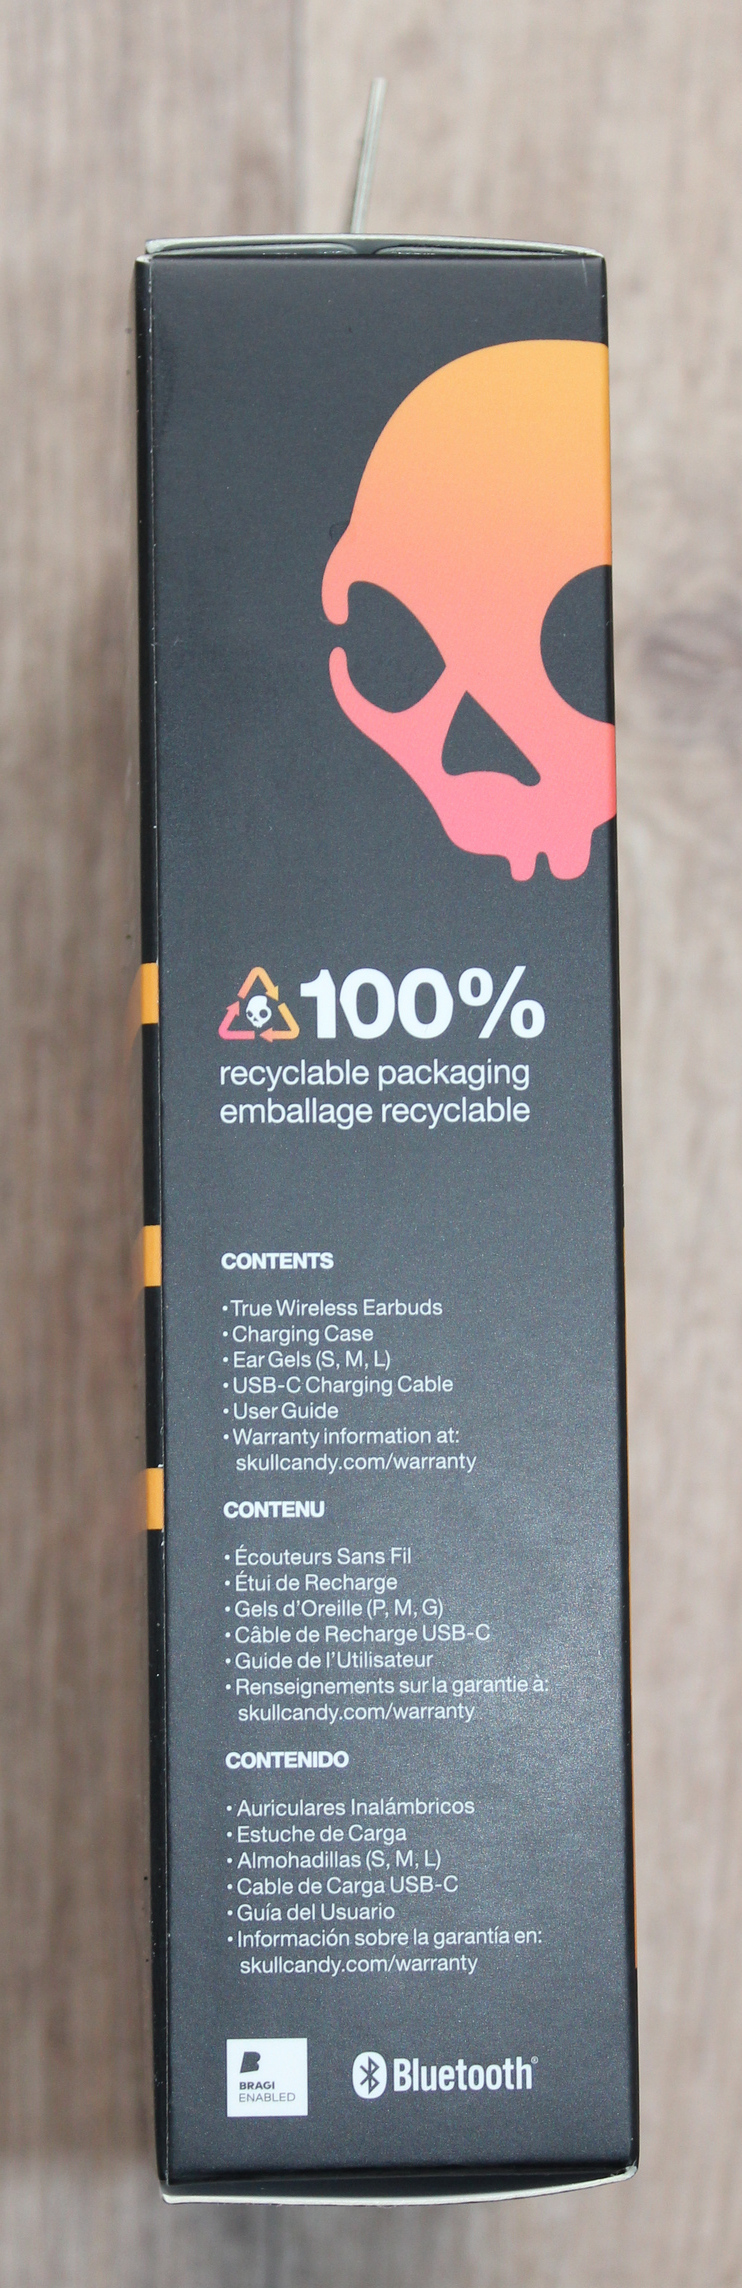 100%
recyclable packaging
emballage recyclable
CONTENTS
• True Wireless Earbuds
• Charging Case
• Ear Gels (S, M, L)
• USB-C Charging Cable
• User Guide
• Warranty information at:
skullcandy.com/warranty
CONTENU
• Écouteurs Sans Fil
• Étui de Recharge
• Gels d'Oreille (P, M, G)
• Câble de Recharge USB-C
• Guide de l'Utilisateur
• Renseignements sur la garantie à:
skullcandy.com/warranty
CONTENIDO
• Auriculares Inalámbricos
• Estuche de Carga
• Almohadillas (S, M, L)
• Cable de Carga USB-C
• Guía del Usuario
• Información sobre la garantía en:
skullcandy.com/warranty
BRAGI
ENABLED
Bluetooth®